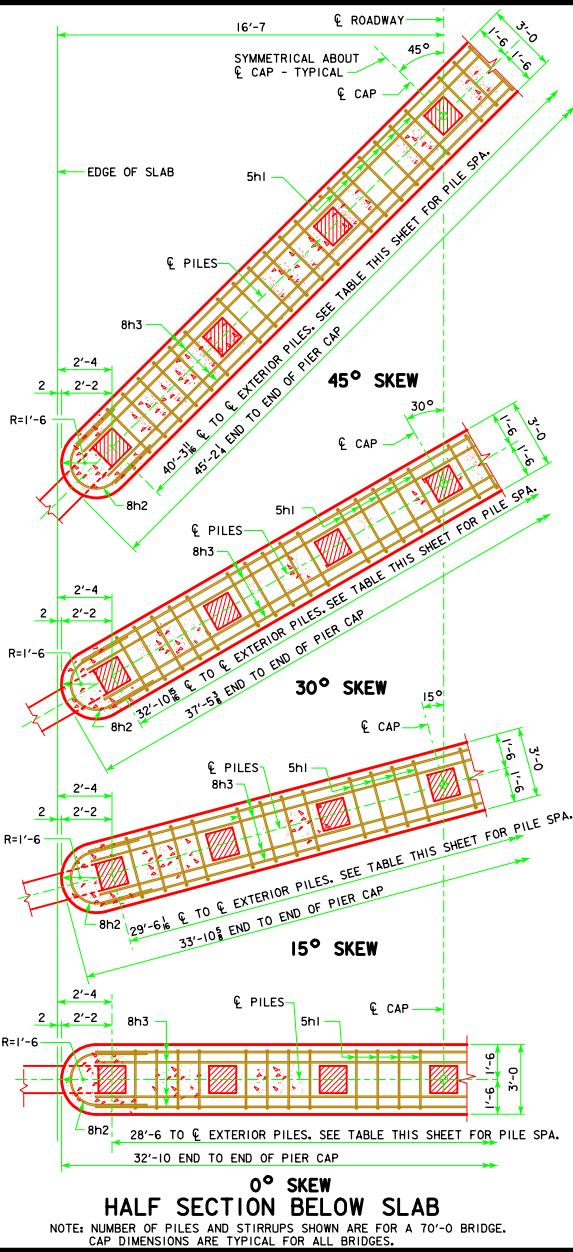 ℄ ROADWAY
16'-7
3'-0
1'-6
1'-6
45°
SYMMETRICAL ABOUT
℄ CAP - TYPICAL
℄ CAP
EDGE OF SLAB
5h1
℄ PILES
8h3
2'-4
2
2'-2
R=1'-6
8h2
40'-3 11/16 ℄ TO ℄ EXTERIOR PILES. SEE TABLE THIS SHEET FOR PILE SPA.
45'-2 1/4 END TO END OF PIER CAP
45° SKEW
30°
℄ CAP
3'-0
1'-6
1'-6
5h1
℄ PILES
8h3
2'-4
2
2'-2
R=1'-6
8h2
32'-10 15/16 ℄ TO ℄ EXTERIOR PILES. SEE TABLE THIS SHEET FOR PILE SPA.
37'-5 3/8 END TO END OF PIER CAP
30° SKEW
15°
℄ CAP
3'-0
1'-6
1'-6
℄ PILES
5h1
8h3
2'-4
2
2'-2
R=1'-6
8h2
29'-6 1/16 ℄ TO ℄ EXTERIOR PILES. SEE TABLE THIS SHEET FOR PILE SPA.
33'-10 5/8 END TO END OF PIER CAP
15° SKEW
2'-4
2
2'-2
8h3
℄ PILES
5h1
℄ CAP
R=1'-6
1'-6
1'-6
3'-0
8h2
28'-6 TO ℄ EXTERIOR PILES. SEE TABLE THIS SHEET FOR PILE SPA.
32'-10 END TO END OF PIER CAP
0° SKEW
HALF SECTION BELOW SLAB
NOTE: NUMBER OF PILES AND STIRRUPS SHOWN ARE FOR A 70'-0 BRIDGE.
CAP DIMENSIONS ARE TYPICAL FOR ALL BRIDGES.